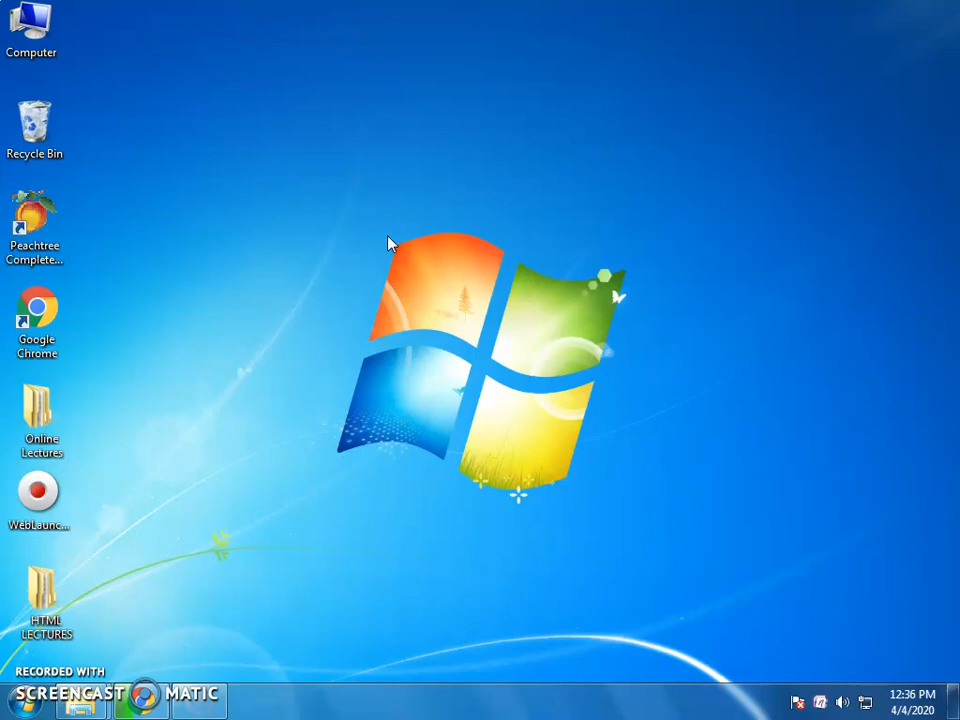 Computer
Recycle Bin
Peachtree
Complete...
Google
Chrome
Online
Lectures
WebLaunc...
HTML
LECTURES
RECORDED WITH
SCREENCAST MATIC
12:36 PM
4/4/2020